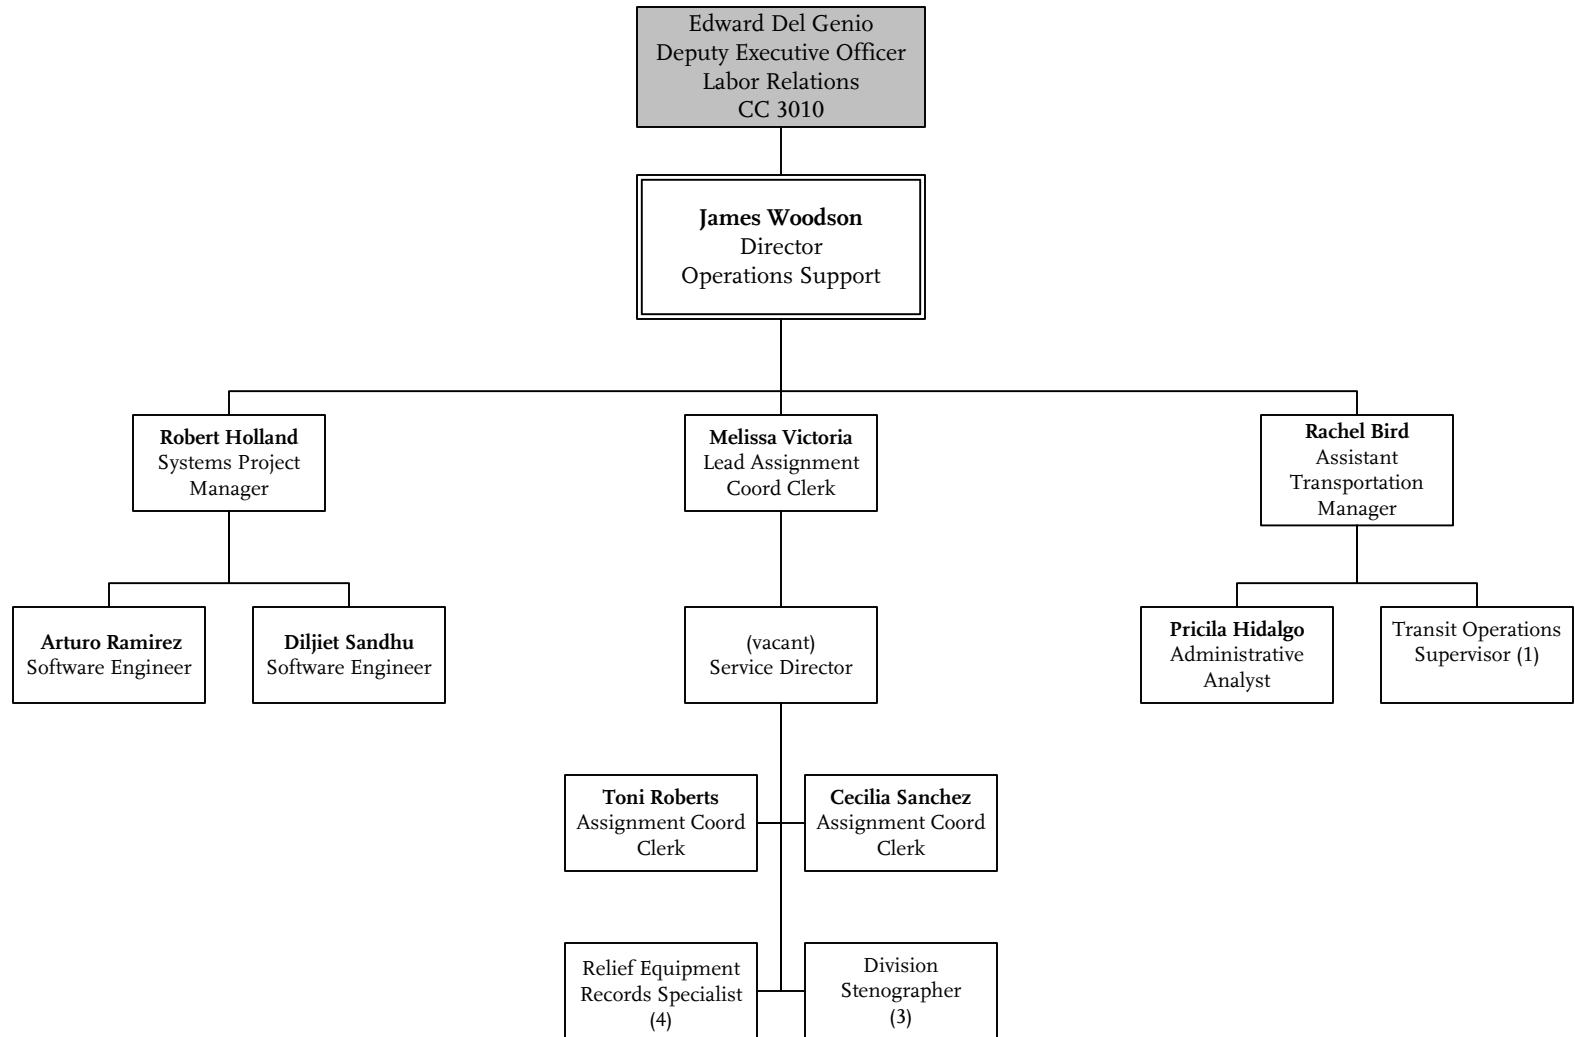 Edward Del Genio
Deputy Executive Officer
Labor Relations
CC 3010
James Woodson
Director
Operations Support
Robert Holland
Systems Project
Manager
Melissa Victoria
Lead Assignment
Coord Clerk
Rachel Bird
Assistant
Transportation
Manager
Arturo Ramirez
Software Engineer
Diljiet Sandhu
Software Engineer
(vacant)
Service Director
Pricila Hidalgo
Administrative
Analyst
Transit Operations
Supervisor (1)
Toni Roberts
Assignment Coord
Clerk
Cecilia Sanchez
Assignment Coord
Clerk
Relief Equipment
Records Specialist
(4)
Division
Stenographer
(3)